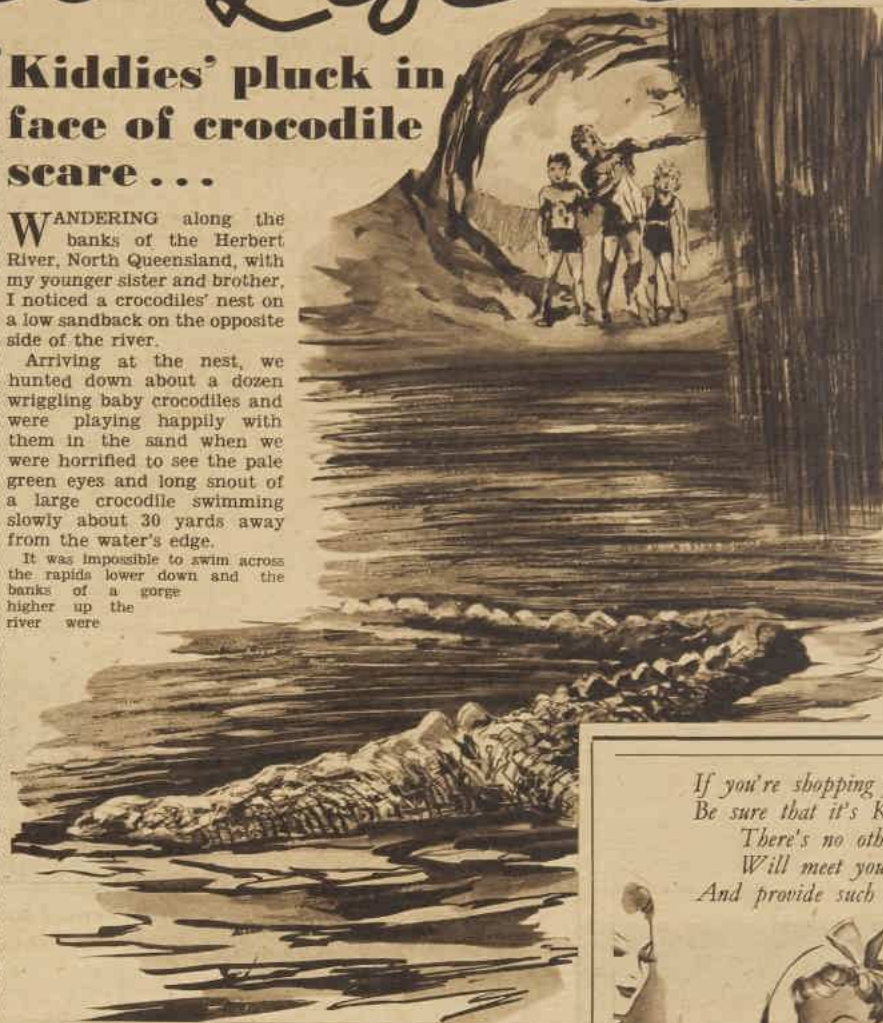 Kiddies' pluck in
face of crocodile
scare...
WANDERING along the
banks of the Herbert
River, North Queensland, with
my younger sister and brother,
I noticed a crocodiles' nest on
a low sandback on the opposite
side of the river.
Arriving at the nest, we
hunted down about a dozen
wriggling baby crocodiles and
were playing happily with
them in the sand when we
were horrified to see the pale
green eyes and long snout of
a large crocodile swimming
slowly about 30 yards away
from the water's edge.
It was impossible to swim across
the rapids lower down and the
banks of a gorge
higher up the
river were
If you're shopping
Be sure that it's K
There's no oth
Will meet you
And provide such